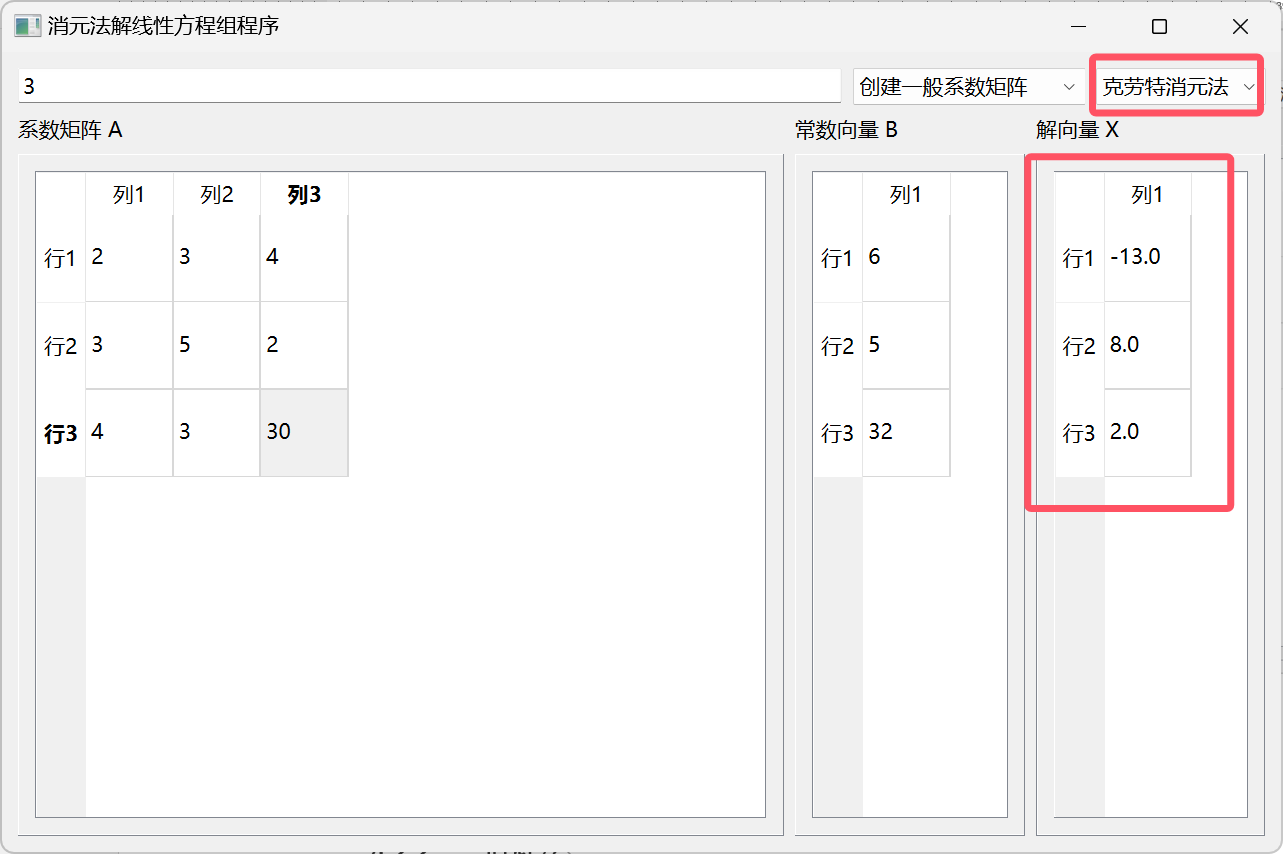 消元法解线性方程组程序
3 创建一般系数矩阵 克劳特消元法
系数矩阵 A 常数向量 B 解向量 X
列1 列2 列3 列1 列1
行1 2 3 4 行1 6 行1 -13.0
行2 3 5 2 行2 5 行2 8.0
行3 4 3 30 行3 32 行3 2.0